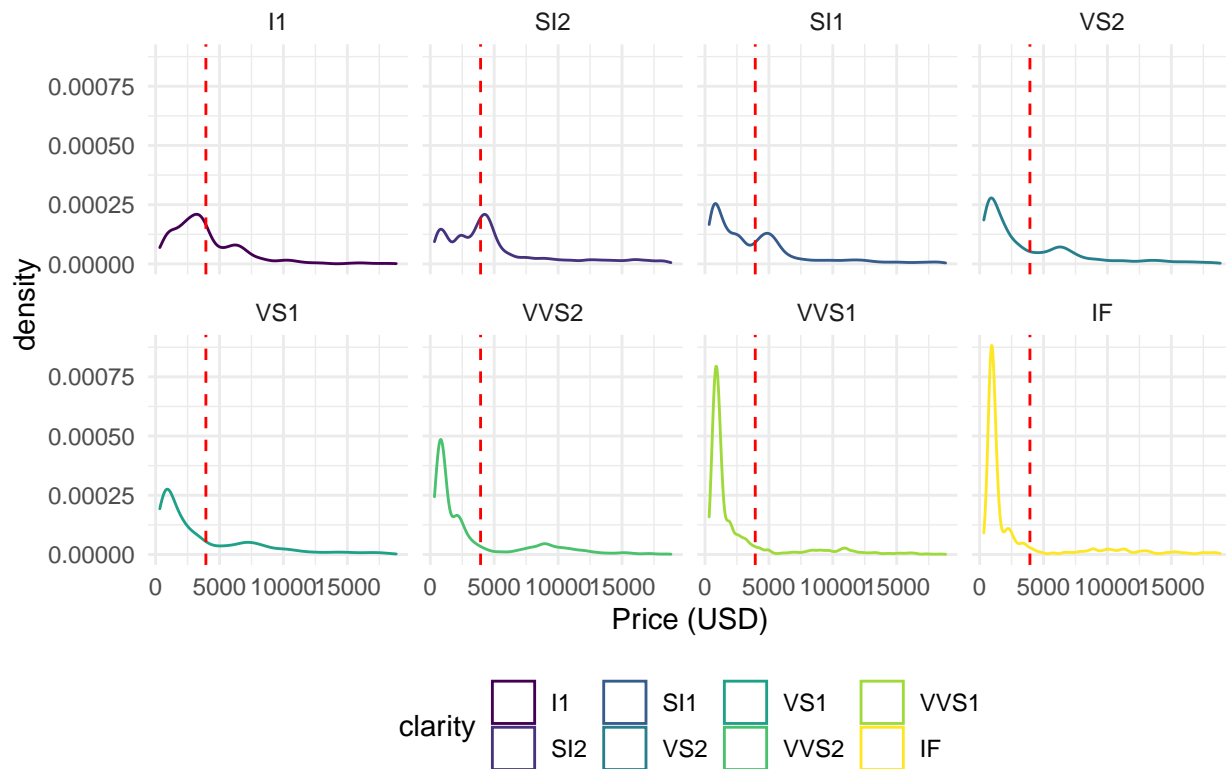 I1 SI2 SI1 VS2
0.00075
0.00050
0.00025
0.00000
density
VS1 VVS2 VVS1 IF
0.00075
0.00050
0.00025
0.00000
0 5000 10000 15000 0 5000 10000 15000 0 5000 10000 15000 0 5000 10000 15000
Price (USD)
clarity
I1 SI1 VS1 VVS1
SI2 VS2 VVS2 IF